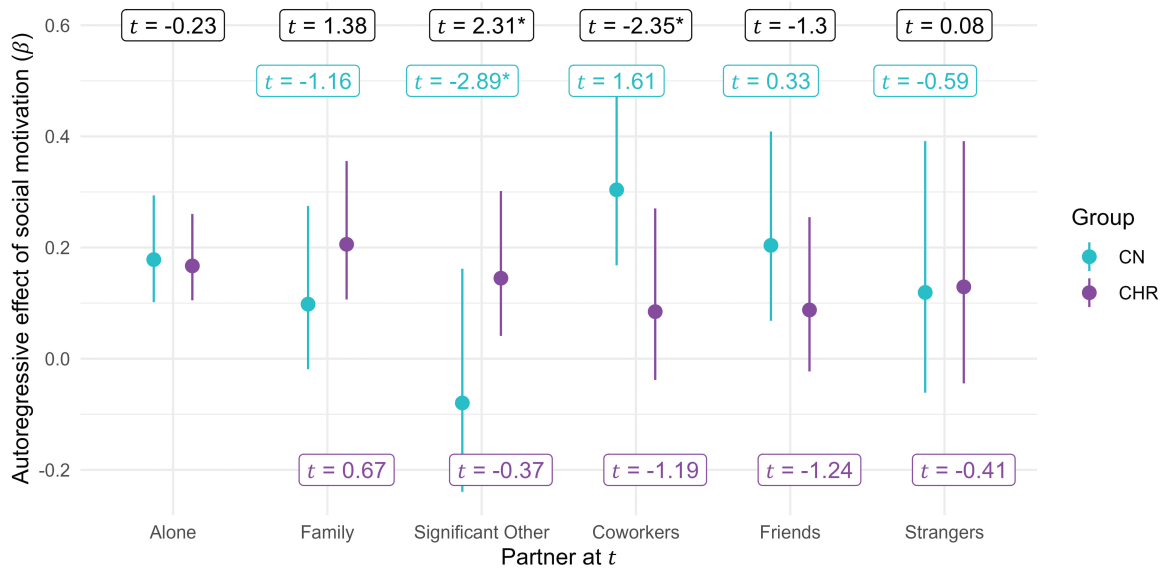 Autoregressive effect of social motivation (β)
0.6
0.4
0.2
0.0
-0.2
t = -0.23
t = 1.38
t = 2.31*
t = -2.35*
t = -1.3
t = 0.08
t = -1.16
t = -2.89*
t = 1.61
t = 0.33
t = -0.59
t = 0.67
t = -0.37
t = -1.19
t = -1.24
t = -0.41
Alone
Family
Significant Other
Coworkers
Friends
Strangers
Partner at t
Group
CN
CHR